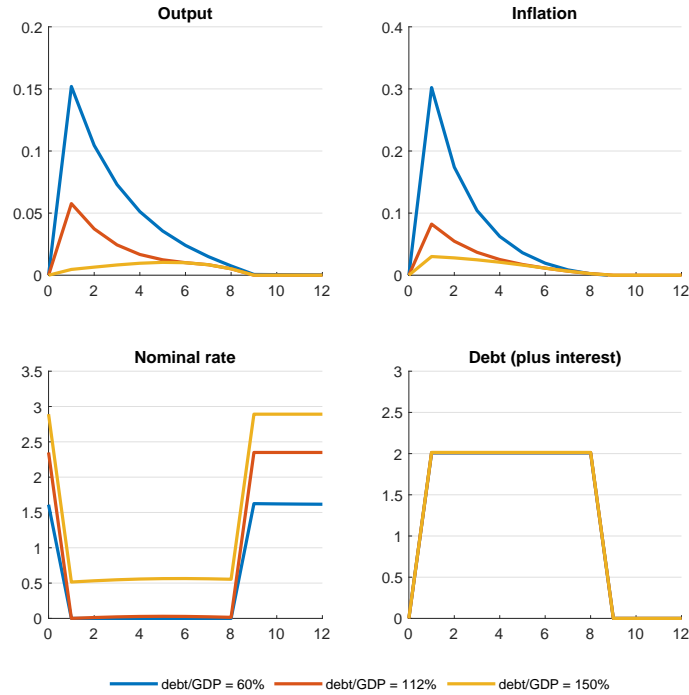 Output
0.2
0.15
0.1
0.05
0
0 2 4 6 8 10 12
Inflation
0.4
0.3
0.2
0.1
0
0 2 4 6 8 10 12
Nominal rate
3.5
3
2.5
2
1.5
1
0.5
0
0 2 4 6 8 10 12
Debt (plus interest)
3
2.5
2
1.5
1
0.5
0
0 2 4 6 8 10 12
debt/GDP = 60% debt/GDP = 112% debt/GDP = 150%